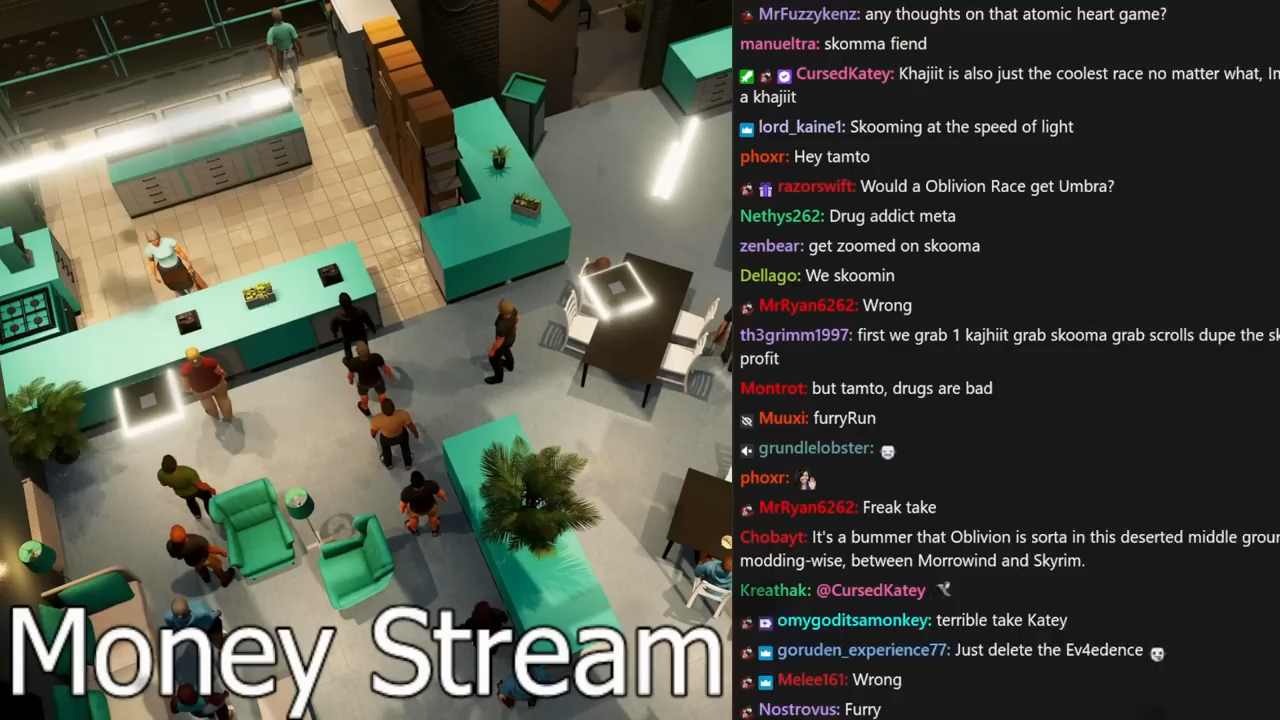 MrFuzzykenz: any thoughts on that atomic heart game?
manueltra: skomma fiend
CursedKatey: Khajiit is also just the coolest race no matter what, Im
a khajiit
lord_kaine1: Skooming at the speed of light
phoxr: Hey tamto
razorswift: Would a Oblivion Race get Umbra?
Nethys262: Drug addict meta
zenbear: get zoomed on skooma
Dellago: We skoomin
MrRyan6262: Wrong
th3grimm1997: first we grab 1 kajhiit grab skooma grab scrolls dupe the sk
profit
Montrot: but tamto, drugs are bad
Muuxi: furryRun
grundlelobster:
phoxr:
MrRyan6262: Freak take
Chobayt: It's a bummer that Oblivion is sorta in this deserted middle groun
modding-wise, between Morrowind and Skyrim.
Kreathak: @CursedKatey
omygoditsamonkey: terrible take Katey
goruden_experience77: Just delete the Ev4edence
Melee161: Wrong
Nostrovus: Furry
Money Stream